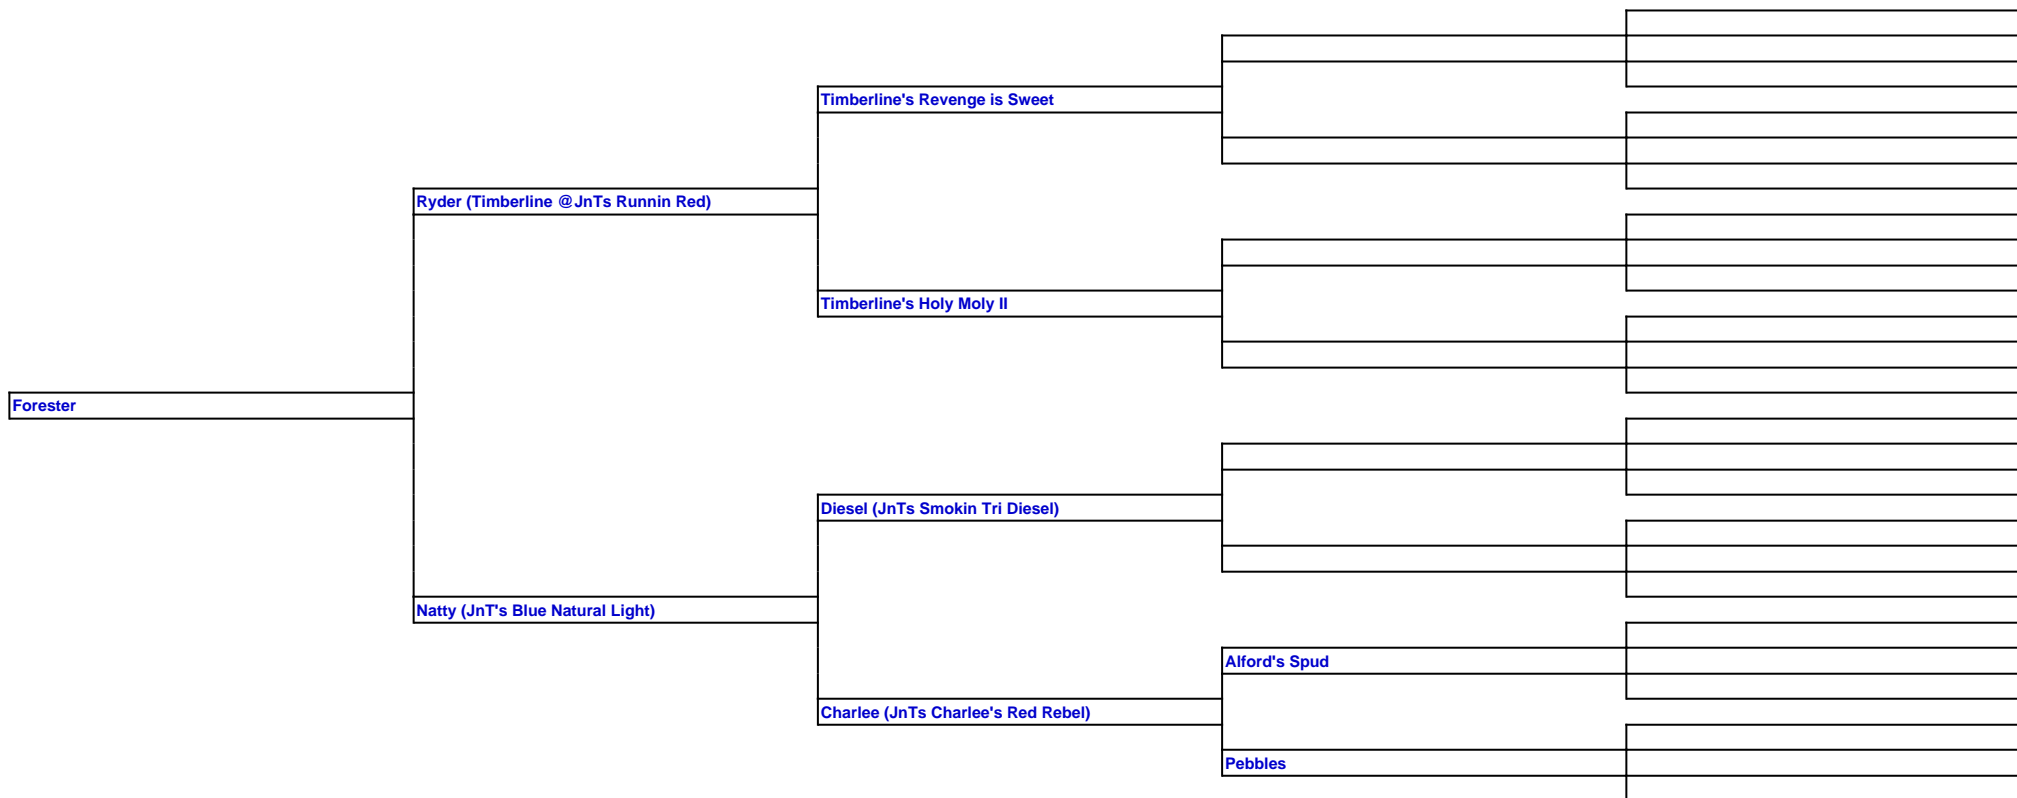 Timberline's Revenge is Sweet
Ryder (Timberline @JnTs Runnin Red)
Timberline's Holy Moly II
Forester
Diesel (JnTs Smokin Tri Diesel)
Natty (JnT's Blue Natural Light)
Alford's Spud
Charlee (JnTs Charlee's Red Rebel)
Pebbles